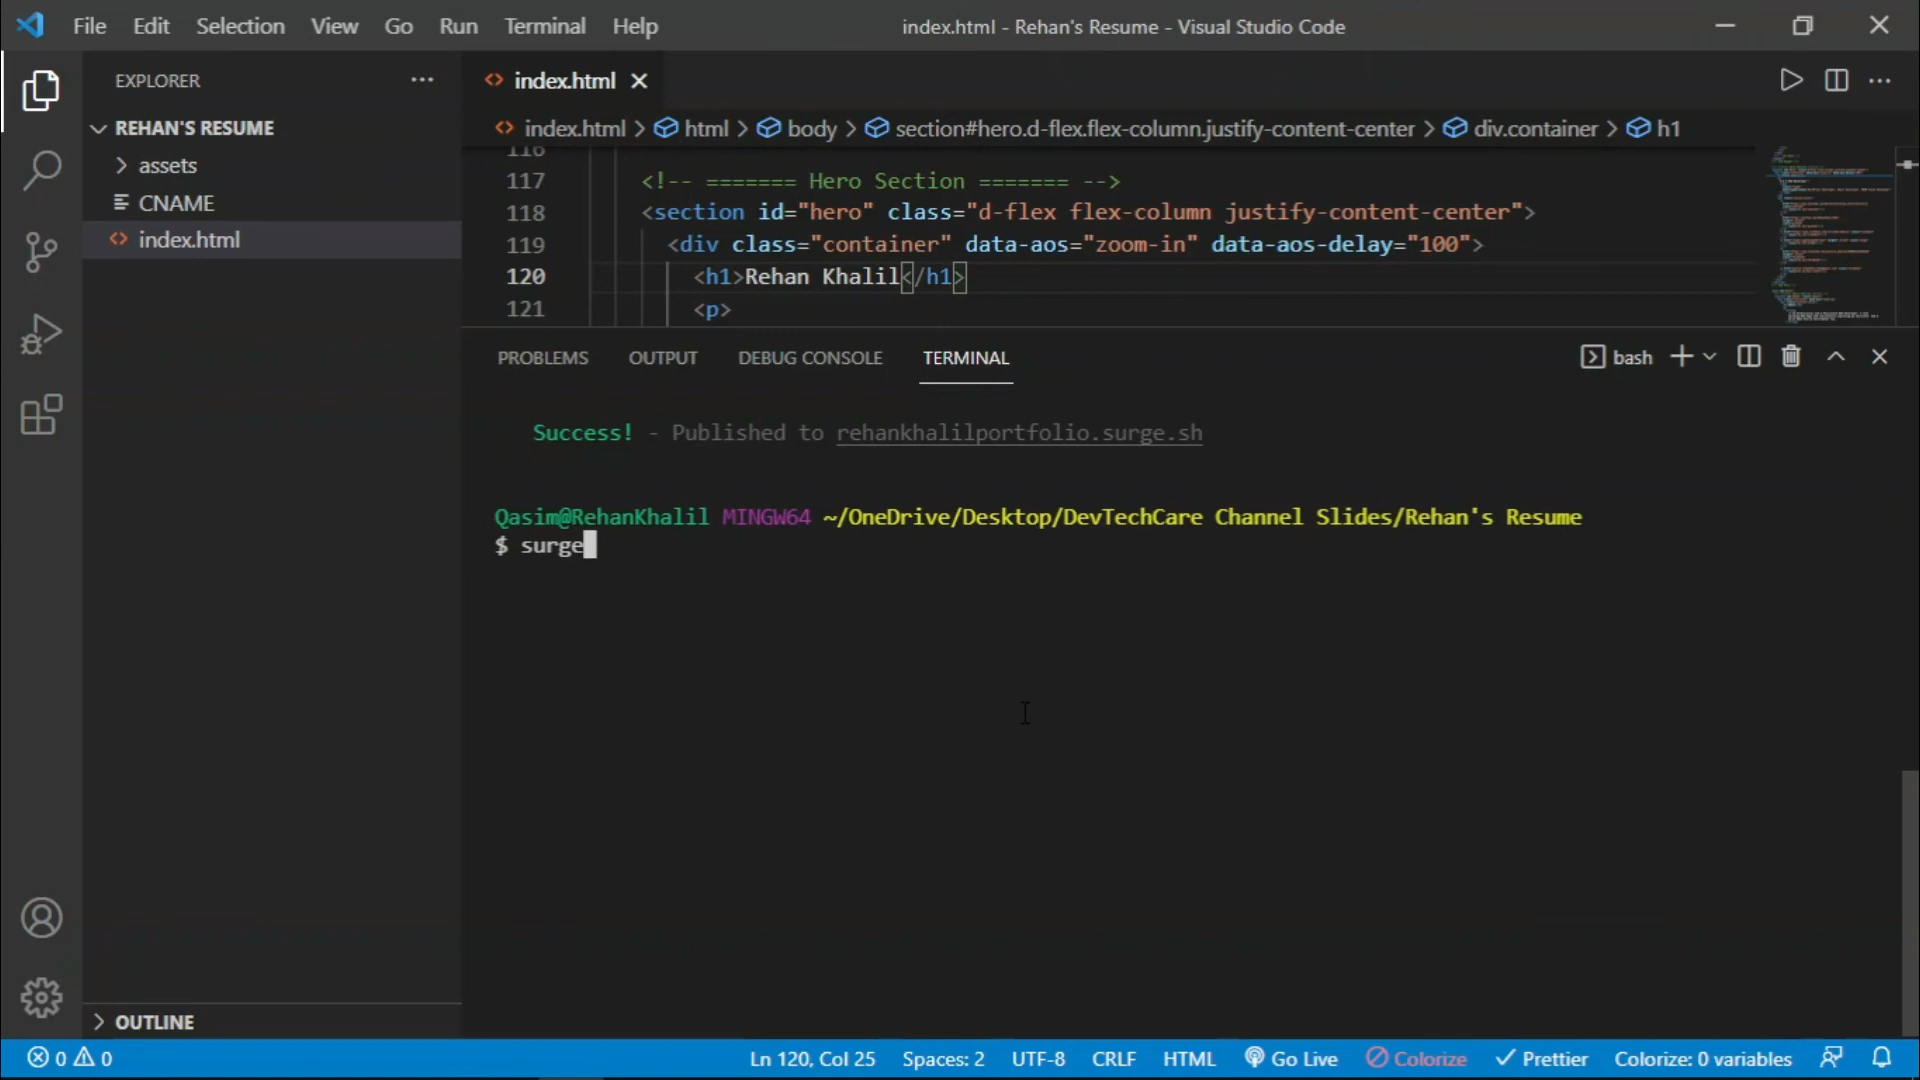 File Edit Selection View Go Run Terminal Help
index.html - Rehan's Resume - Visual Studio Code
EXPLORER
REHAN'S RESUME
assets
CNAME
index.html
OUTLINE
index.html
index.html > html > body > section#hero.d-flex.flex-column.justify-content-center > div.container > h1
116
117 <!-- ======= Hero Section ======= -->
118 <section id="hero" class="d-flex flex-column justify-content-center">
119 <div class="container" data-aos="zoom-in" data-aos-delay="100">
120 <h1>Rehan Khalil</h1>
121 <p>
PROBLEMS OUTPUT DEBUG CONSOLE TERMINAL
bash
Success! - Published to rehankhalilportfolio.surge.sh
Qasim@RehanKhalil MINGW64 ~/OneDrive/Desktop/DevTechCare Channel Slides/Rehan's Resume
$ surge
0 0 Ln 120, Col 25 Spaces: 2 UTF-8 CRLF HTML Go Live Colorize Prettier Colorize: 0 variables